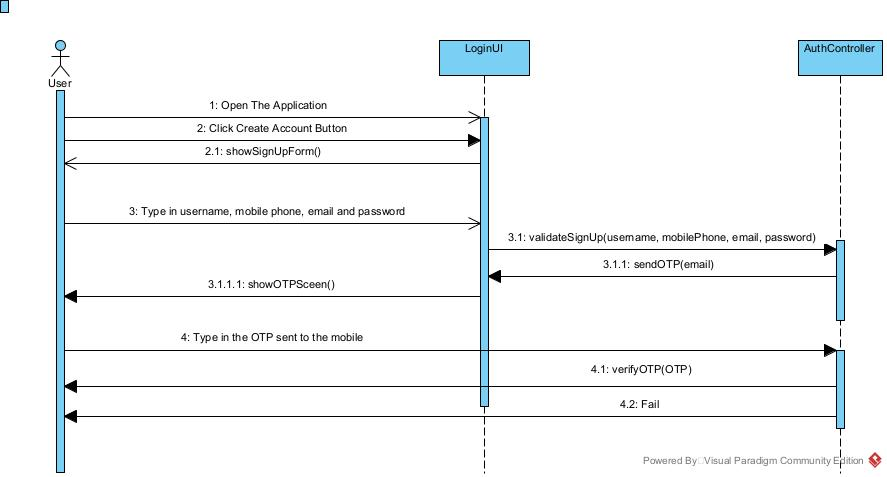 LoginUI
AuthController
User
1: Open The Application
2: Click Create Account Button
2.1: showSignUpForm()
3: Type in username, mobile phone, email and password
3.1: validateSignUp(username, mobilePhone, email, password)
3.1.1: sendOTP(email)
3.1.1.1: showOTPSceen()
4: Type in the OTP sent to the mobile
4.1: verifyOTP(OTP)
4.2: Fail
Powered By Visual Paradigm Community Edition